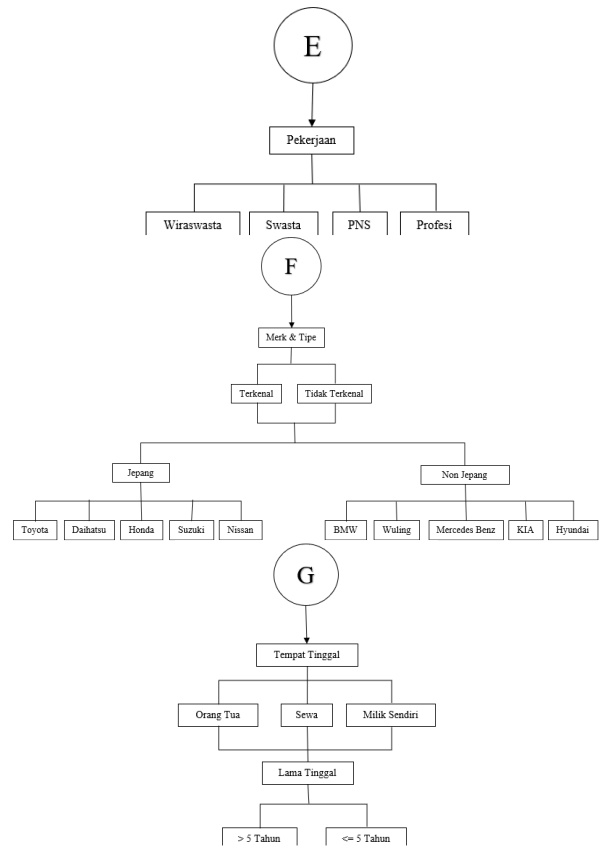 E
Pekerjaan
Wiraswasta Swasta PNS Profesi
F
Merk & Tipe
Terkenal Tidak Terkenal
Jepang Non Jepang
Toyota Daihatsu Honda Suzuki Nissan BMW Wuling Mercedes Benz KIA Hyundai
G
Tempat Tinggal
Orang Tua Sewa Milik Sendiri
Lama Tinggal
> 5 Tahun <= 5 Tahun